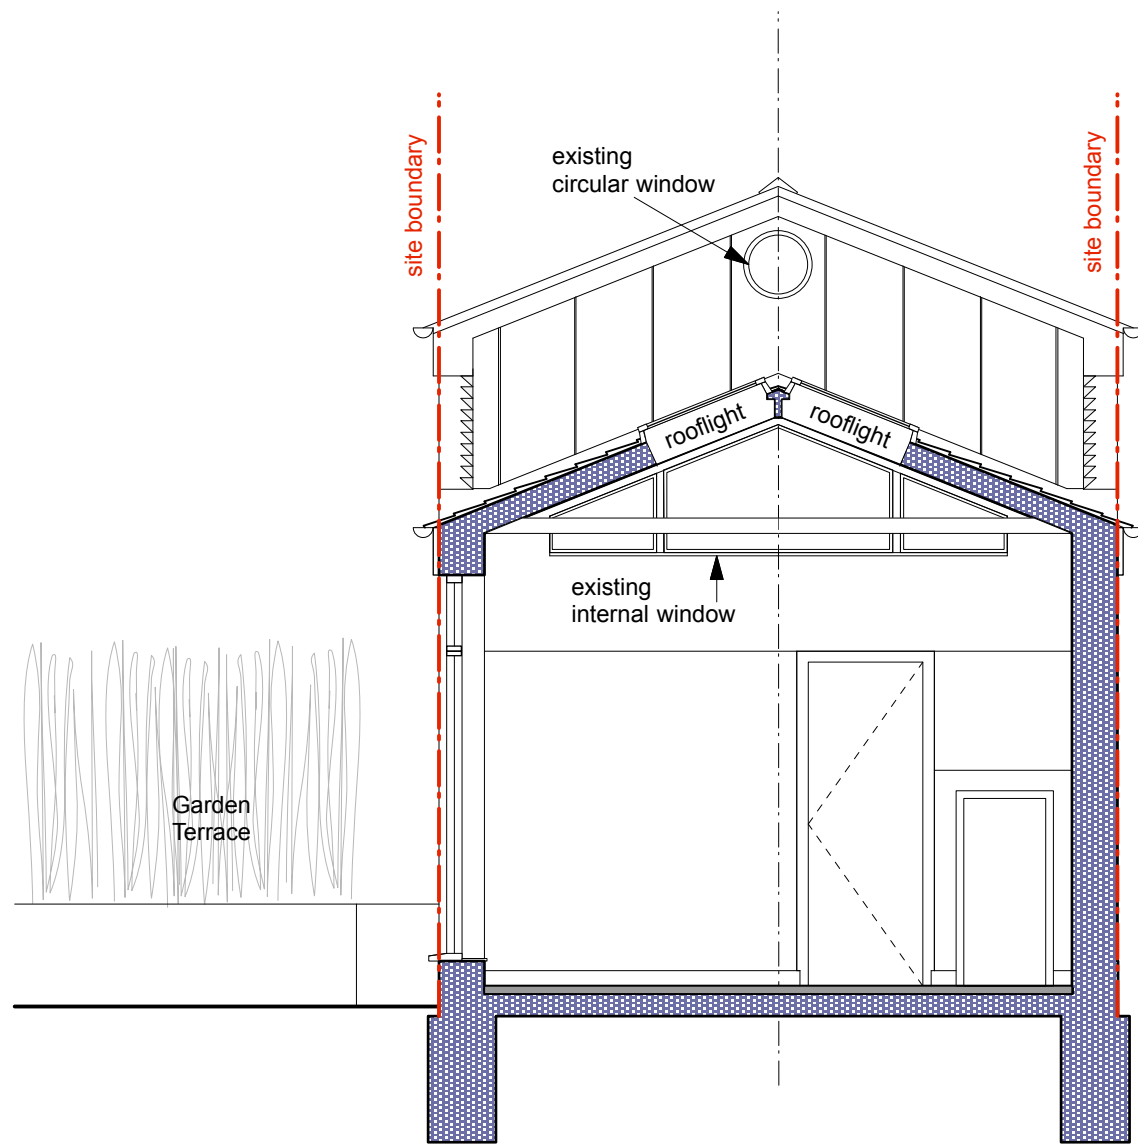 site boundary
existing
circular window
site boundary
rooflight
rooflight
existing
internal window
Garden
Terrace